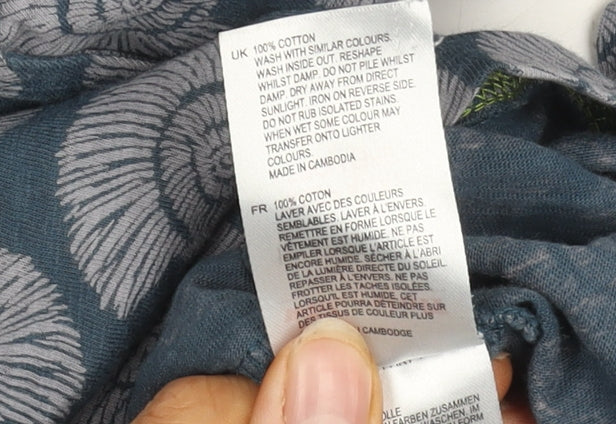 UK 100% COTTON
WASH WITH SIMILAR COLOURS.
WASH INSIDE OUT. RESHAPE
WHILST DAMP. DO NOT PILE WHILST
DAMP. DRY AWAY FROM DIRECT
SUNLIGHT. IRON ON REVERSE SIDE.
DO NOT RUB ISOLATED STAINS.
WHEN WET SOME COLOUR MAY
TRANSFER ONTO LIGHTER
COLOURS.
MADE IN CAMBODIA
FR 100% COTON
LAVER AVEC DES COULEURS
SEMBLABLES. LAVER À L'ENVERS.
REMETTRE EN FORME LORSQUE LE
VÊTEMENT EST HUMIDE. NE PAS
EMPILER LORSQUE L'ARTICLE EST
ENCORE HUMIDE. SÉCHER À L'ABRI
DE LA LUMIÈRE DIRECTE DU SOLEIL.
REPASSER À L'ENVERS. NE PAS
FROTTER LES TACHES ISOLÉES.
LORSQU'IL EST HUMIDE, CET
ARTICLE POURRA DÉTEINDRE SUR
DES TISSUS DE COULEUR PLUS
CAMBODGE
FARBEN ZUSAMMEN
WASCHEN. IM
FORM